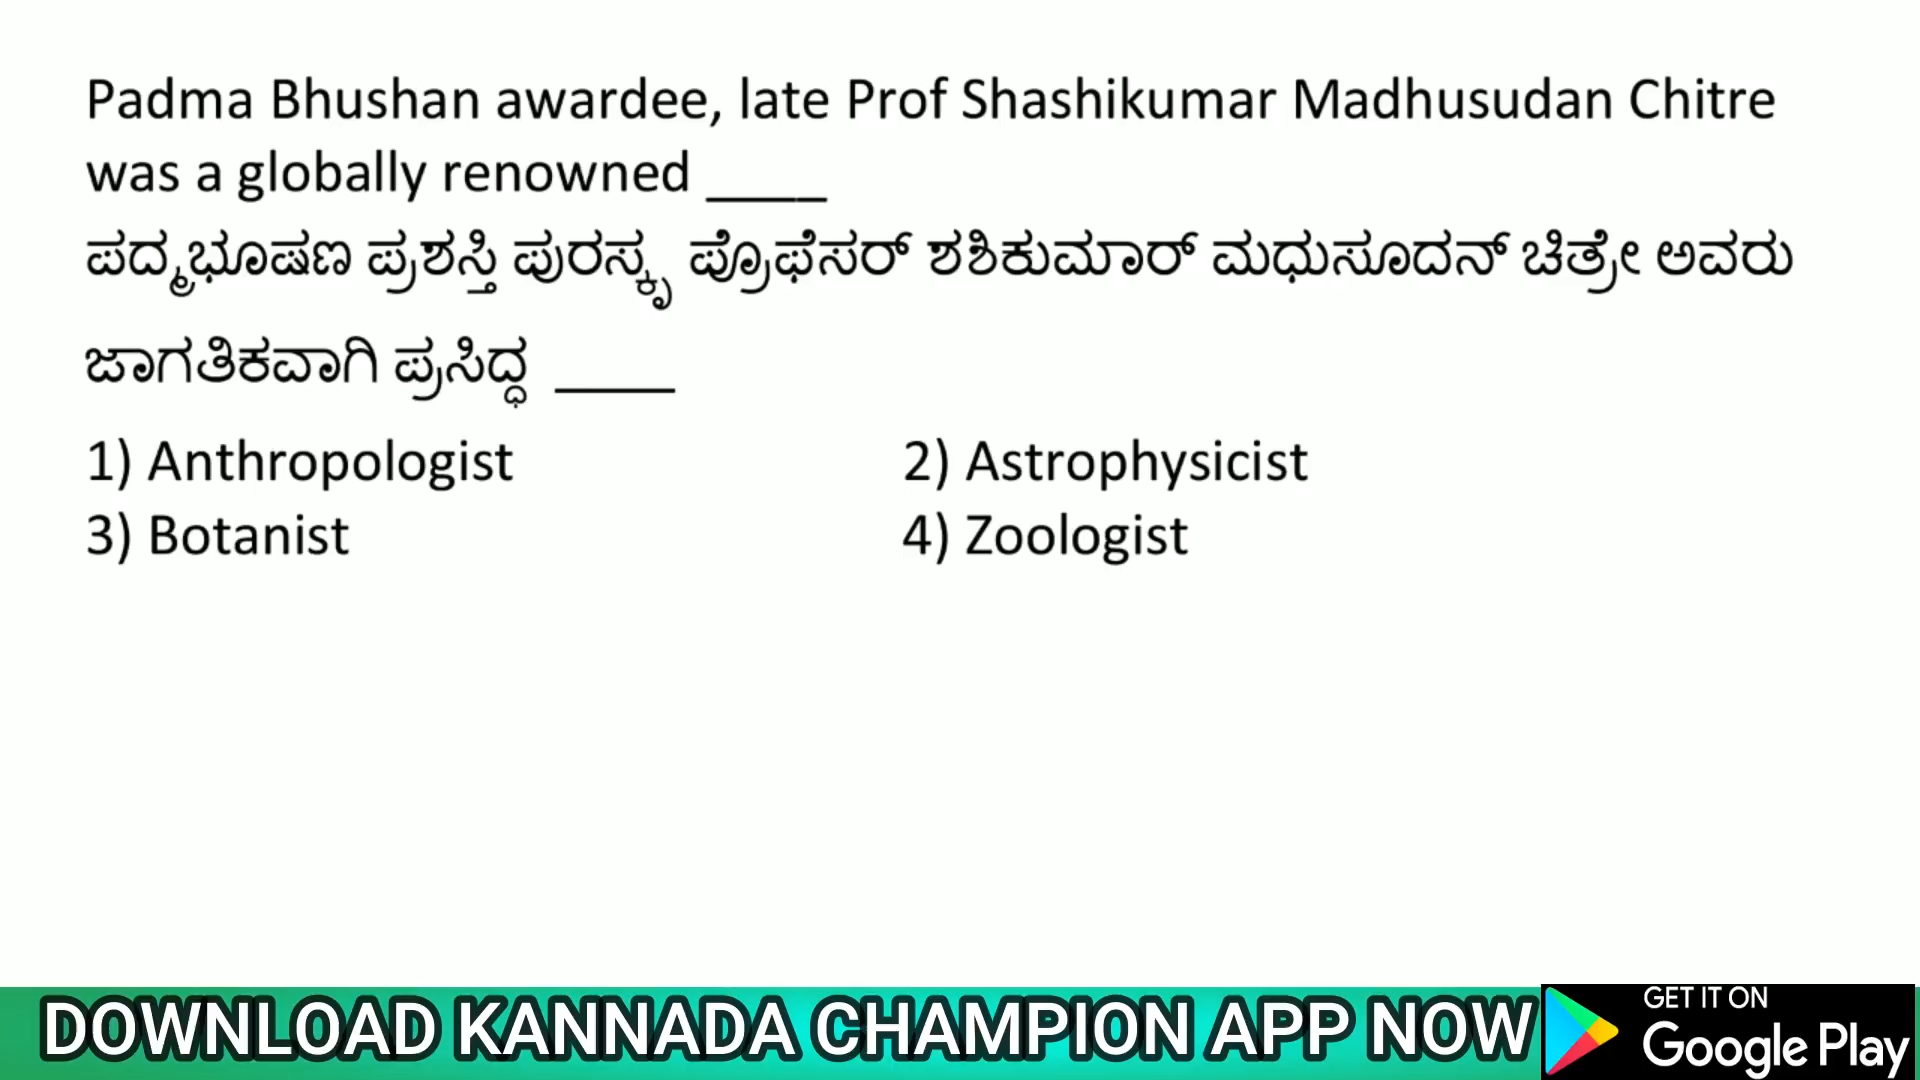 Padma Bhushan awardee, late Prof Shashikumar Madhusudan Chitre
was a globally renowned ____
ಪದ್ಮಭೂಷಣ ಪ್ರಶಸ್ತಿ ಪುರಸ್ಕೃ ಪ್ರೊಫೆಸರ್ ಶಶಿಕುಮಾರ್ ಮಧುಸೂದನ್ ಚಿತ್ರೇ ಅವರು
ಜಾಗತಿಕವಾಗಿ ಪ್ರಸಿದ್ಧ ____
1) Anthropologist 2) Astrophysicist
3) Botanist 4) Zoologist
DOWNLOAD KANNADA CHAMPION APP NOW
GET IT ON
Google Play